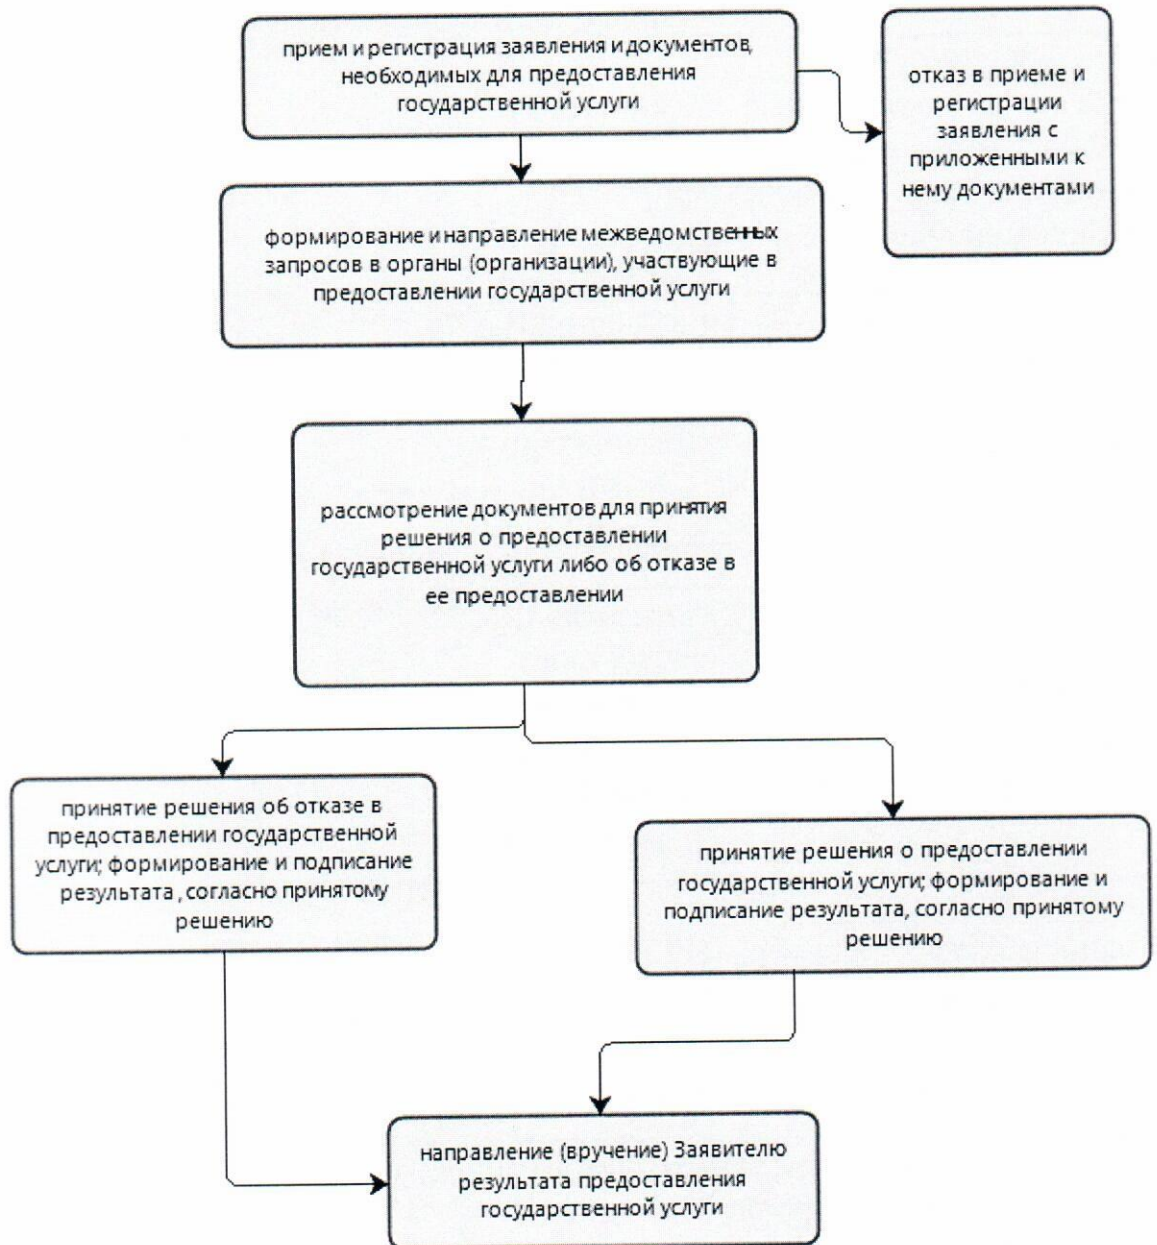 прием и регистрация заявления и документов,
необходимых для предоставления
государственной услуги
отказ в приеме и
регистрации
заявления с
приложенными к
нему документами
формирование и направление межведомственных
запросов в органы (организации), участвующие в
предоставлении государственной услуги
рассмотрение документов для принятия
решения о предоставлении
государственной услуги либо об отказе в
ее предоставлении
принятие решения об отказе в
предоставлении государственной
услуги; формирование и подписание
результата, согласно принятому
решению
принятие решения о предоставлении
государственной услуги; формирование и
подписание результата, согласно принятому
решению
направление (вручение) Заявителю
результата предоставления
государственной услуги